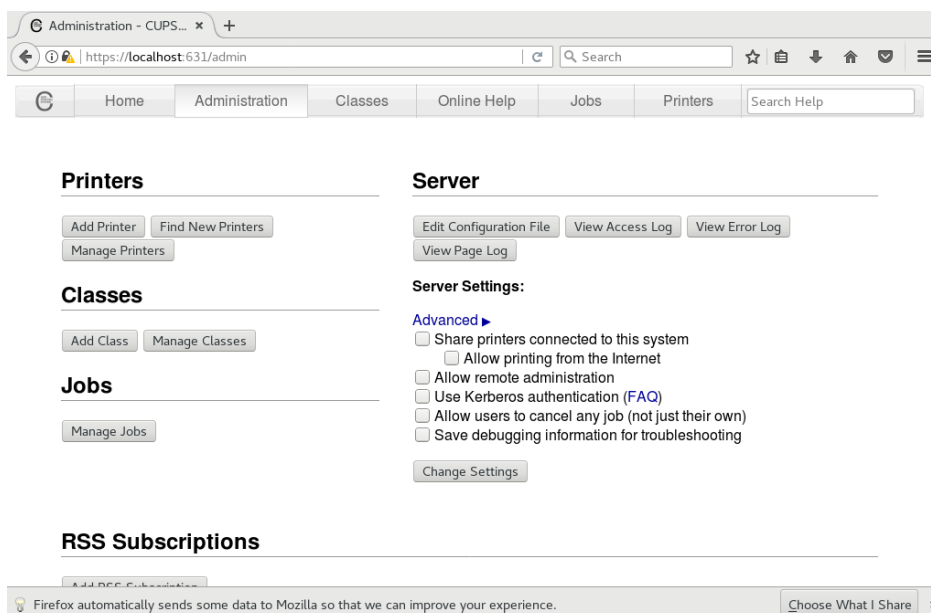 Administration - CUPS... × +
https://localhost:631/admin
Search
Home Administration Classes Online Help Jobs Printers Search Help
Printers
Add Printer Find New Printers
Manage Printers
Classes
Add Class Manage Classes
Jobs
Manage Jobs
Server
Edit Configuration File View Access Log View Error Log
View Page Log
Server Settings:
Advanced ▶
Share printers connected to this system
Allow printing from the Internet
Allow remote administration
Use Kerberos authentication (FAQ)
Allow users to cancel any job (not just their own)
Save debugging information for troubleshooting
Change Settings
RSS Subscriptions
Add RSS Subscription
Firefox automatically sends some data to Mozilla so that we can improve your experience. Choose What I Share